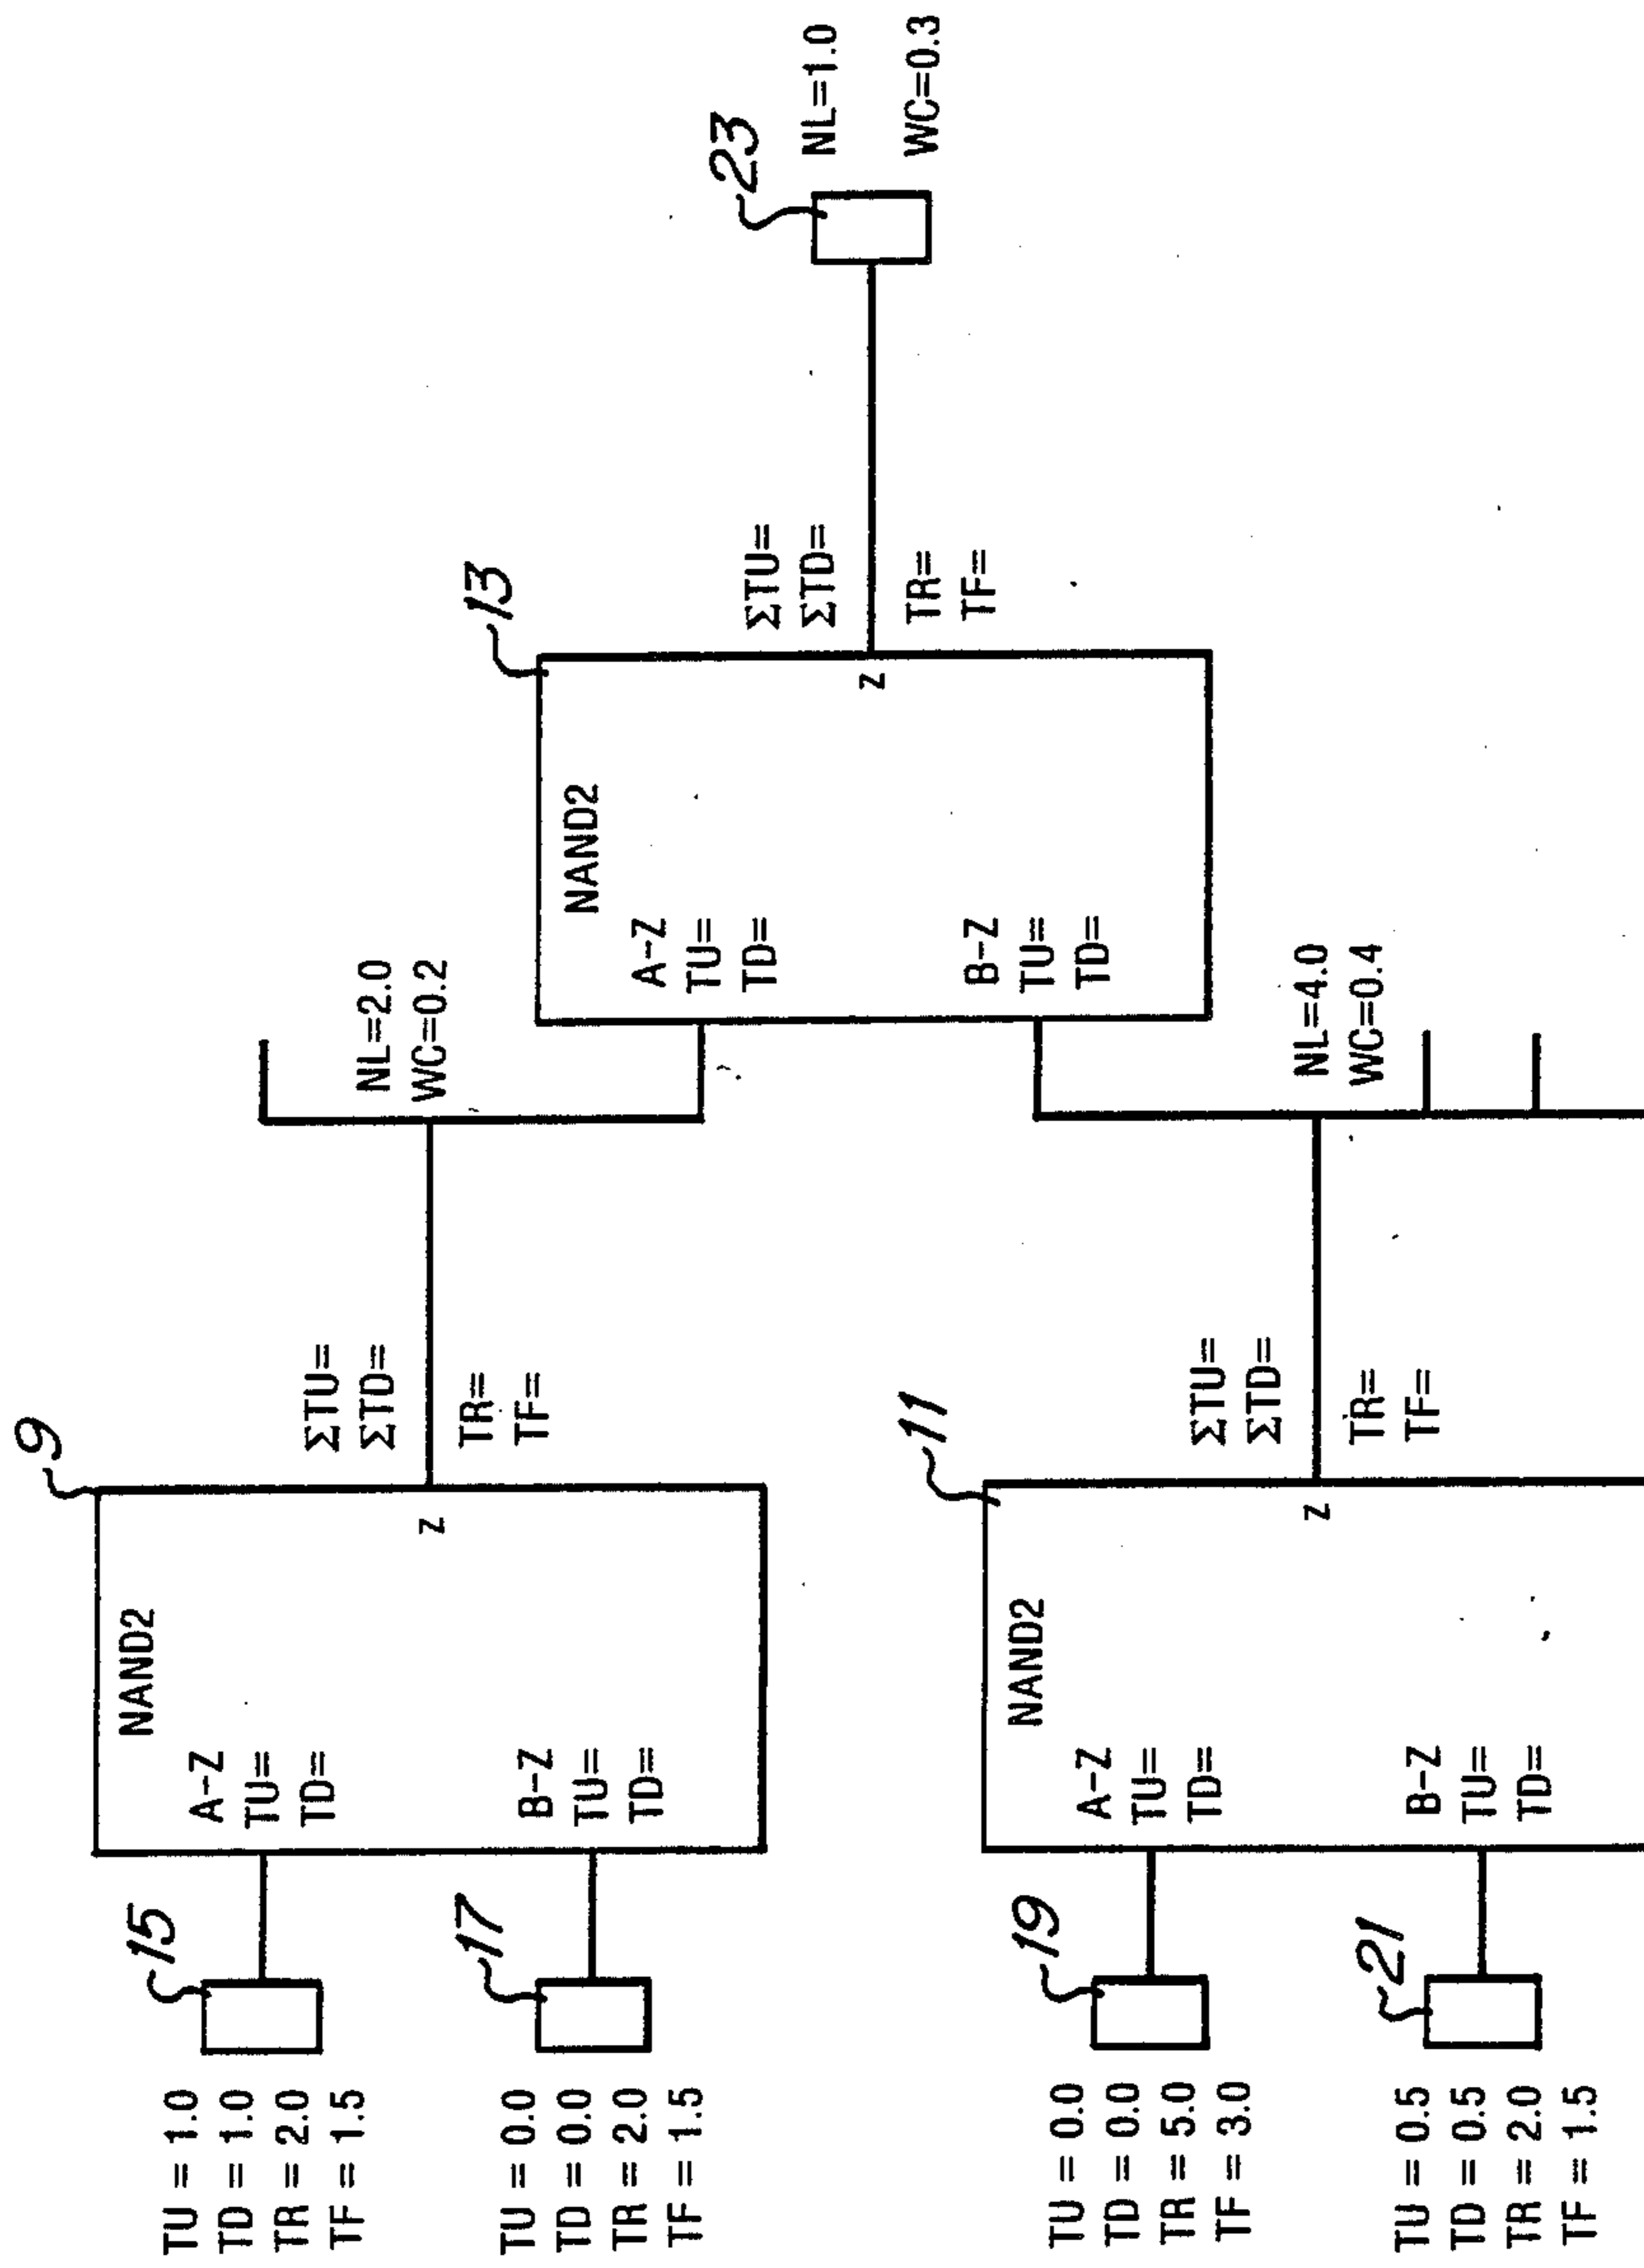 15
TU = 1.0
TD = 1.0
TR = 2.0
TF = 1.5
17
TU = 0.0
TD = 0.0
TR = 2.0
TF = 1.5
9
NAND2
A-Z
TU=
TD=
B-Z
TU=
TD=
Z
ΣTU=
ΣTD=
TR=
TF=
NL=2.0
WC=0.2
19
TU = 0.0
TD = 0.0
TR = 5.0
TF = 3.0
21
TU = 0.5
TD = 0.5
TR = 2.0
TF = 1.5
11
NAND2
A-Z
TU=
TD=
B-Z
TU=
TD=
Z
ΣTU=
ΣTD=
TR=
TF=
NL=4.0
WC=0.4
13
NAND2
A-Z
TU=
TD=
B-Z
TU=
TD=
Z
ΣTU=
ΣTD=
TR=
TF=
23
NL=1.0
WC=0.3